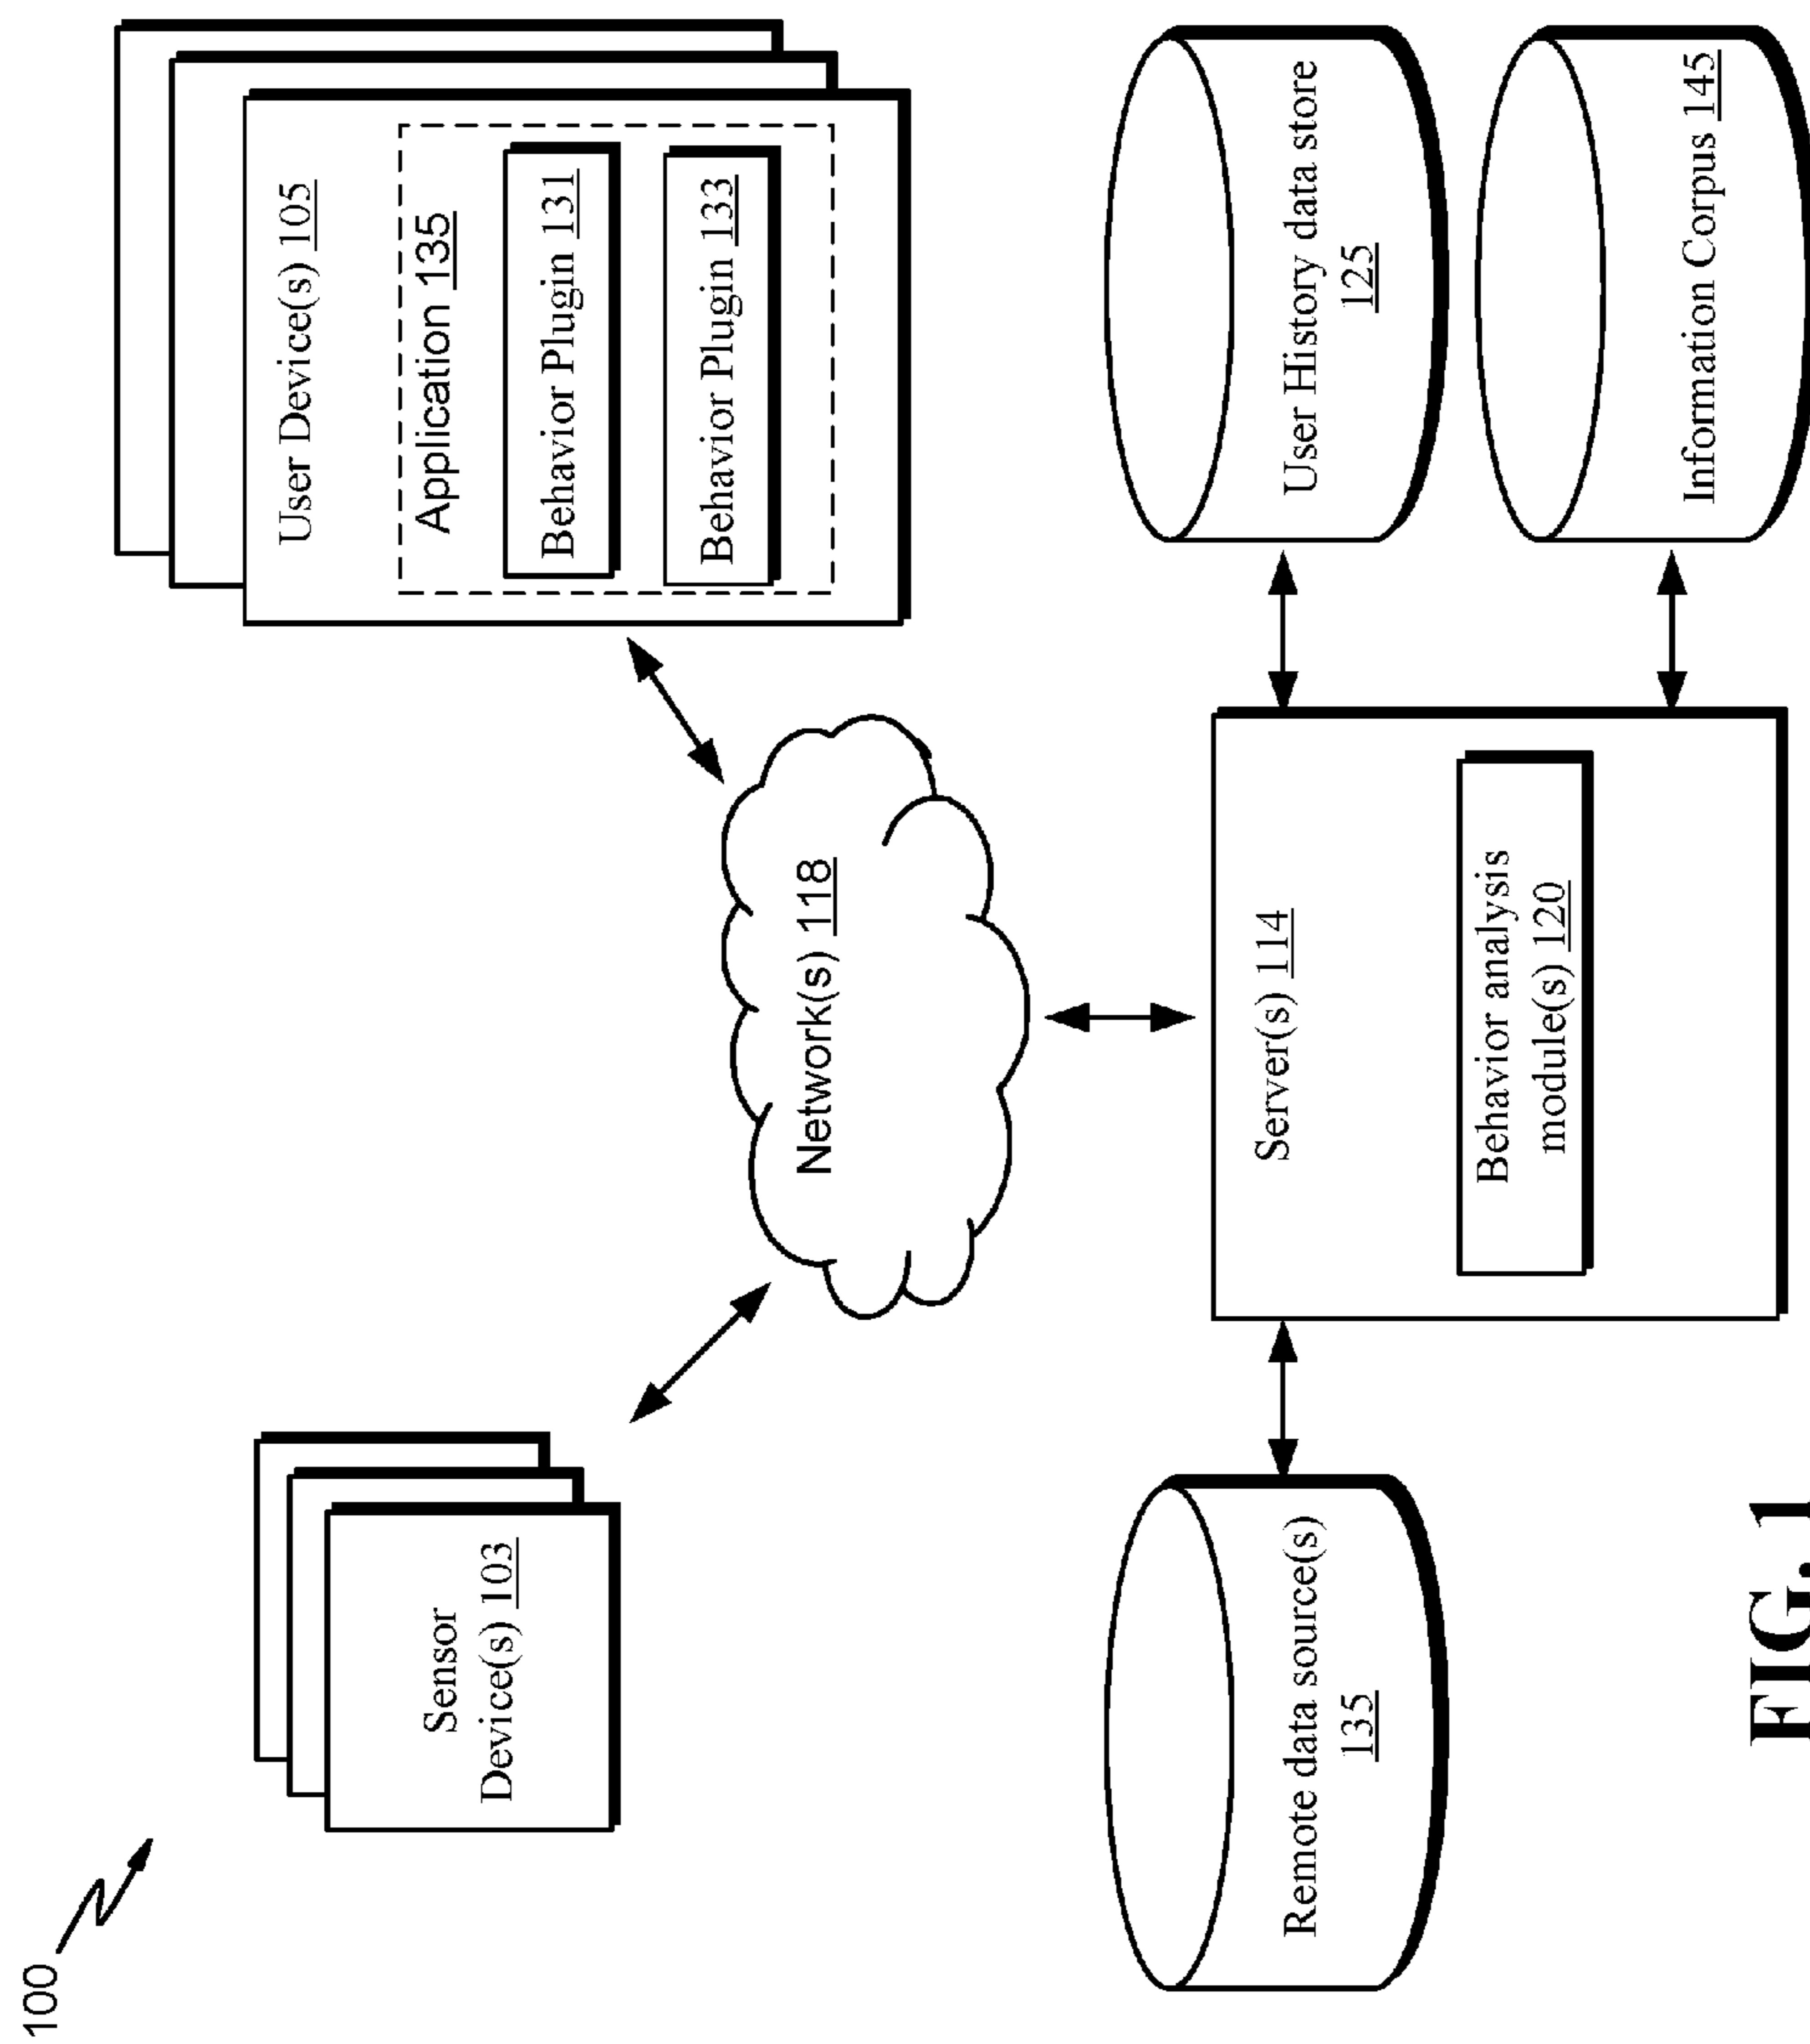 100
Sensor
Device(s) 103
User Device(s) 105
Application 135
Behavior Plugin 131
Behavior Plugin 133
Network(s) 118
Remote data source(s)
135
Server(s) 114
Behavior analysis
module(s) 120
User History data store
125
Information Corpus 145
FIG. 1